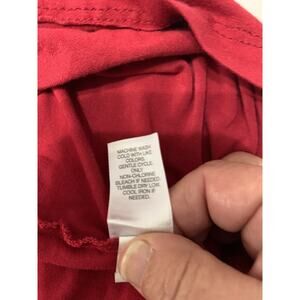 MACHINE WASH
COLD WITH LIKE
COLORS.
GENTLE CYCLE.
ONLY
NON-CHLORINE
BLEACH IF NEEDED.
TUMBLE DRY LOW.
COOL IRON IF
NEEDED.